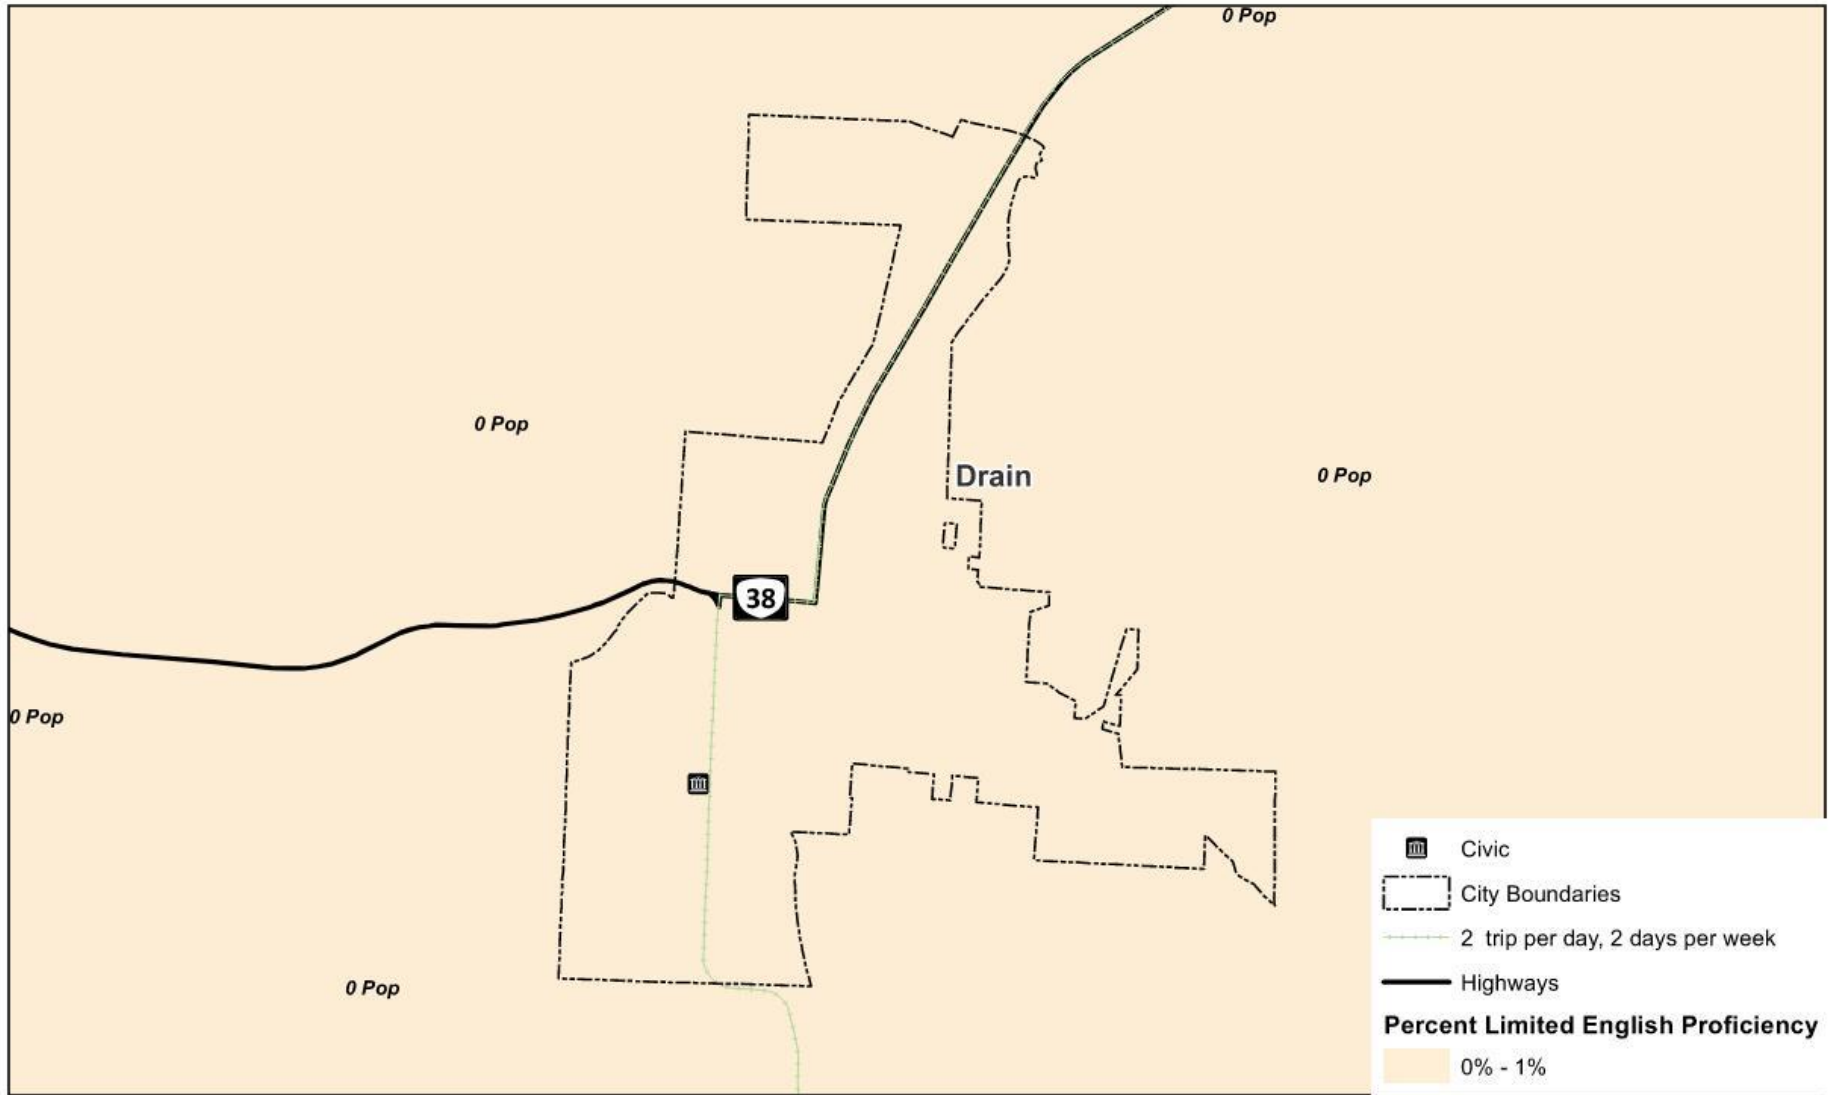 0 Pop
0 Pop
Drain
0 Pop
38
0 Pop
0 Pop
Civic
City Boundaries
2 trip per day, 2 days per week
Highways
Percent Limited English Proficiency
0% - 1%